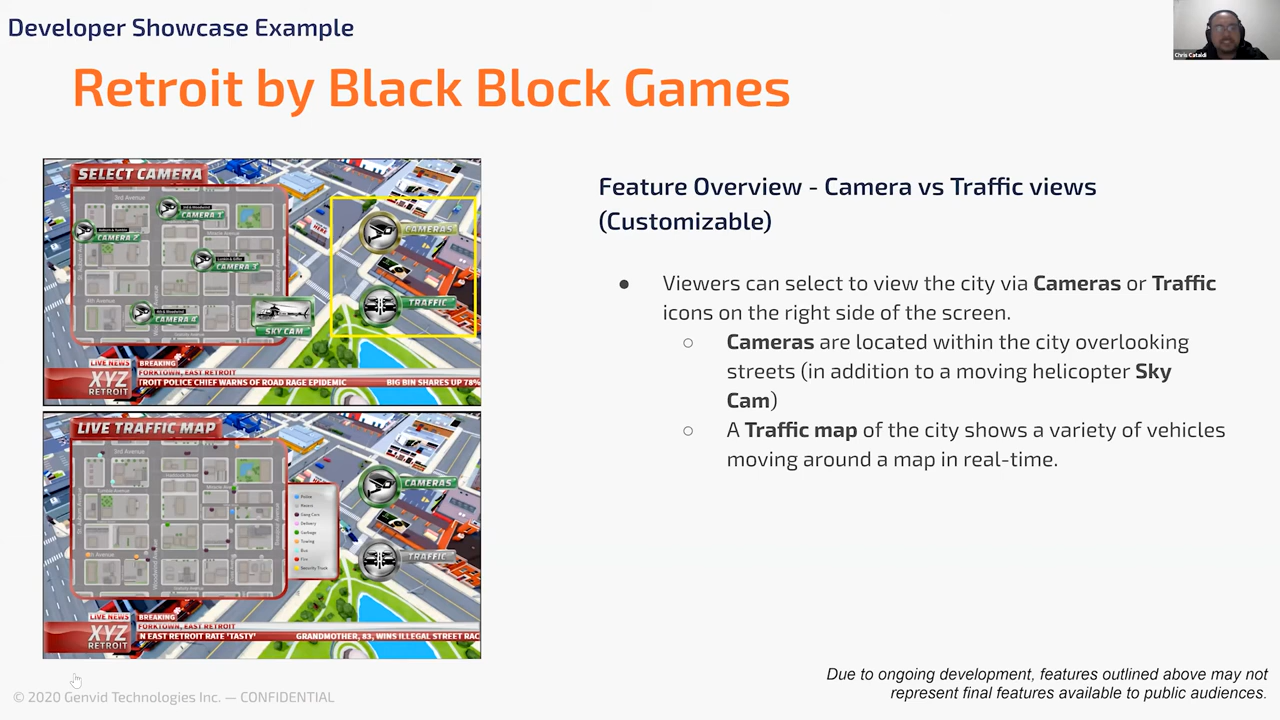 Developer Showcase Example
Chris Cataldi
Retroit by Black Block Games
SELECT CAMERA
3rd Avenue
CAMERA 1
CAMERA 2
CAMERA 3
4th Avenue
CAMERA 4
SKY CAM
CAMERAS
TRAFFIC
LIVE NEWS
BREAKING
FORKTOWN, EAST RETROIT
XYZ
RETROIT
TROIT POLICE CHIEF WARNS OF ROAD RAGE EPIDEMIC
BIG BIN SHARES UP 78%
LIVE TRAFFIC MAP
3rd Avenue
CAMERAS
Police
Delivery
Garbage
Towing
Bus
Fire
TRAFFIC
LIVE NEWS
BREAKING
FORKTOWN, EAST RETROIT
XYZ
RETROIT
N EAST RETROIT RATE 'TASTY'
GRANDMOTHER, 83, WINS ILLEGAL STREET RAC
Feature Overview - Camera vs Traffic views
(Customizable)
● Viewers can select to view the city via Cameras or Traffic
icons on the right side of the screen.
○ Cameras are located within the city overlooking
streets (in addition to a moving helicopter Sky
Cam)
○ A Traffic map of the city shows a variety of vehicles
moving around a map in real-time.
© 2020 Genvid Technologies Inc. — CONFIDENTIAL
Due to ongoing development, features outlined above may not
represent final features available to public audiences.